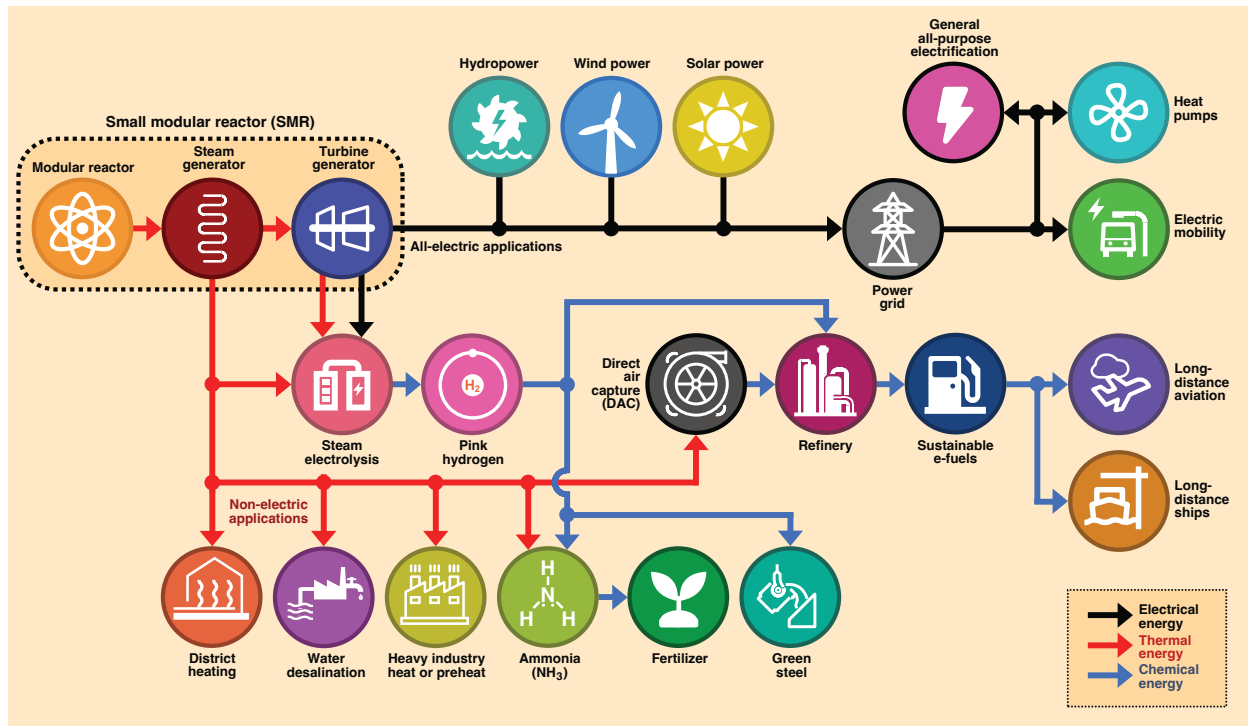 General
all-purpose
electrification
Hydropower
Wind power
Solar power
Heat
pumps
Small modular reactor (SMR)
Modular reactor
Steam
generator
Turbine
generator
Electric
mobility
All-electric applications
Power
grid
Direct
air
capture
(DAC)
H2
Long-
distance
aviation
Steam
electrolysis
Pink
hydrogen
Refinery
Sustainable
e-fuels
Non-electric
applications
Long-
distance
ships
H
N
H
H
District
heating
Water
desalination
Heavy industry
heat or preheat
Ammonia
(NH3)
Fertilizer
Green
steel
Electrical
energy
Thermal
energy
Chemical
energy